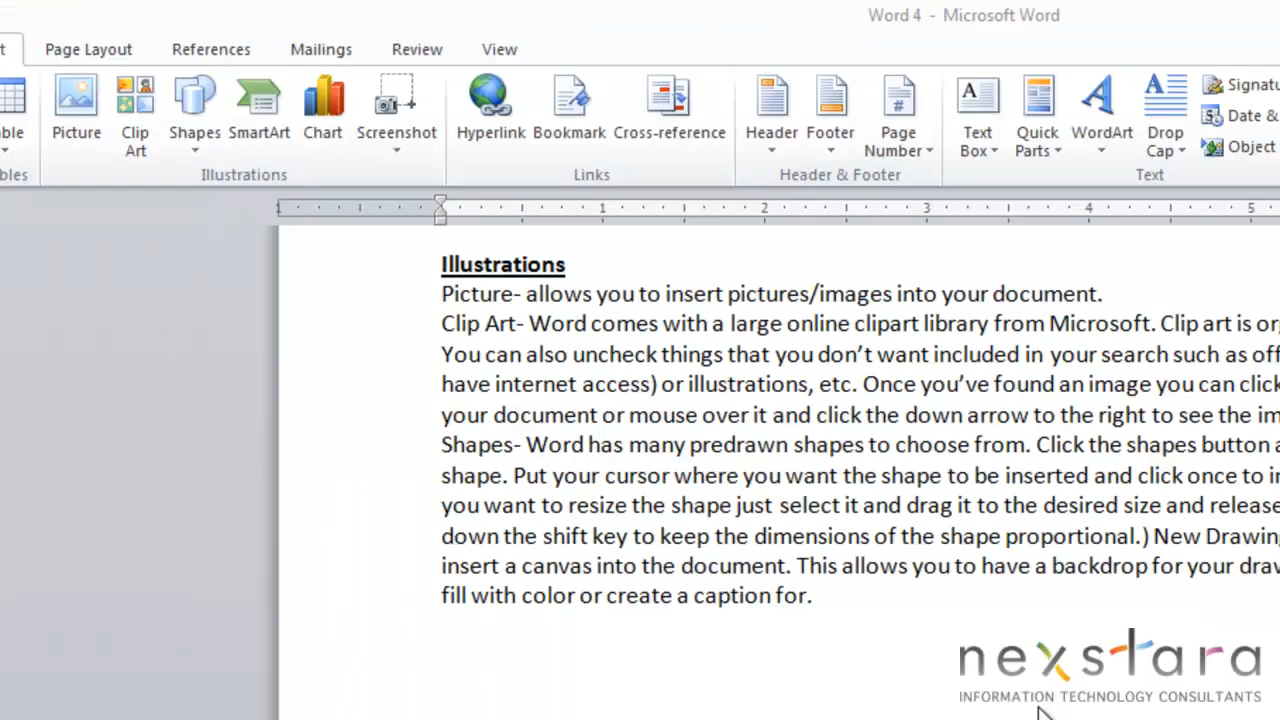 Word 4 - Microsoft Word
t Page Layout References Mailings Review View
ble Picture Clip Art Shapes SmartArt Chart Screenshot Hyperlink Bookmark Cross-reference Header Footer Page Number Text Box Quick Parts WordArt Drop Cap Signatu
Date &
Object
bles Illustrations Links Header & Footer Text
1 1 2 3 4 5
Illustrations
Picture- allows you to insert pictures/images into your document.
Clip Art- Word comes with a large online clipart library from Microsoft. Clip art is or
You can also uncheck things that you don’t want included in your search such as off
have internet access) or illustrations, etc. Once you’ve found an image you can click
your document or mouse over it and click the down arrow to the right to see the im
Shapes- Word has many predrawn shapes to choose from. Click the shapes button a
shape. Put your cursor where you want the shape to be inserted and click once to in
you want to resize the shape just select it and drag it to the desired size and release
down the shift key to keep the dimensions of the shape proportional.) New Drawing
insert a canvas into the document. This allows you to have a backdrop for your draw
fill with color or create a caption for.
nexstara
INFORMATION TECHNOLOGY CONSULTANTS